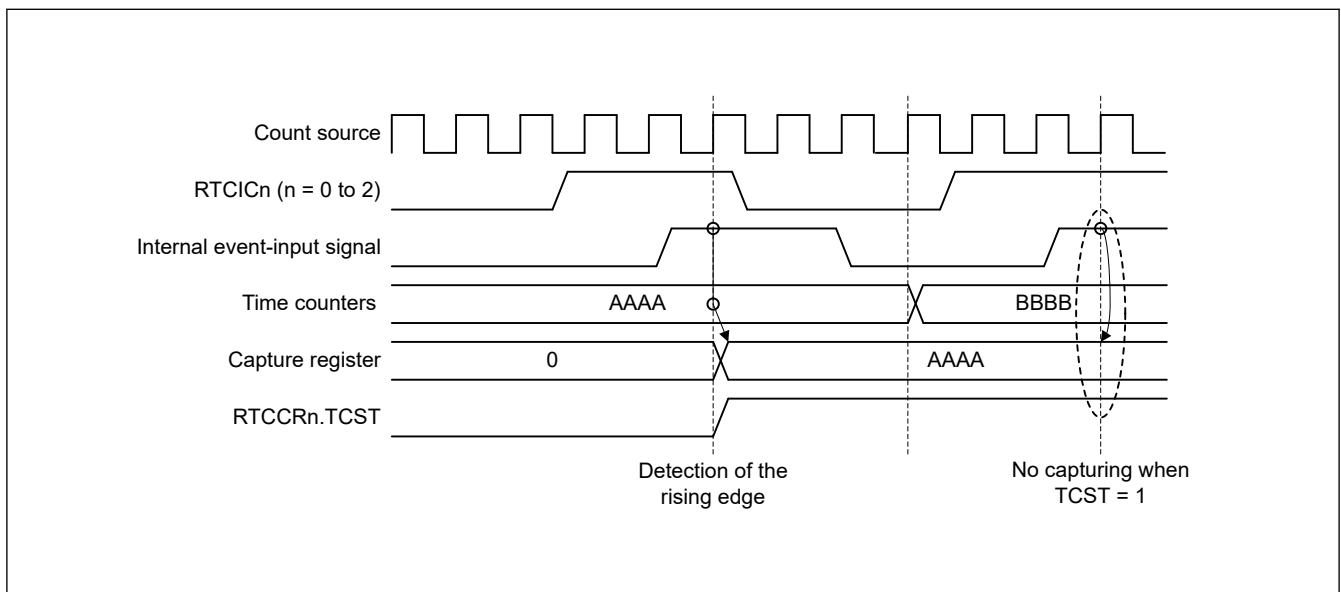 Count source
RTCICn (n = 0 to 2)
Internal event-input signal
Time counters
AAAA
BBBB
Capture register
0
AAAA
RTCCRn.TCST
Detection of the
rising edge
No capturing when
TCST = 1